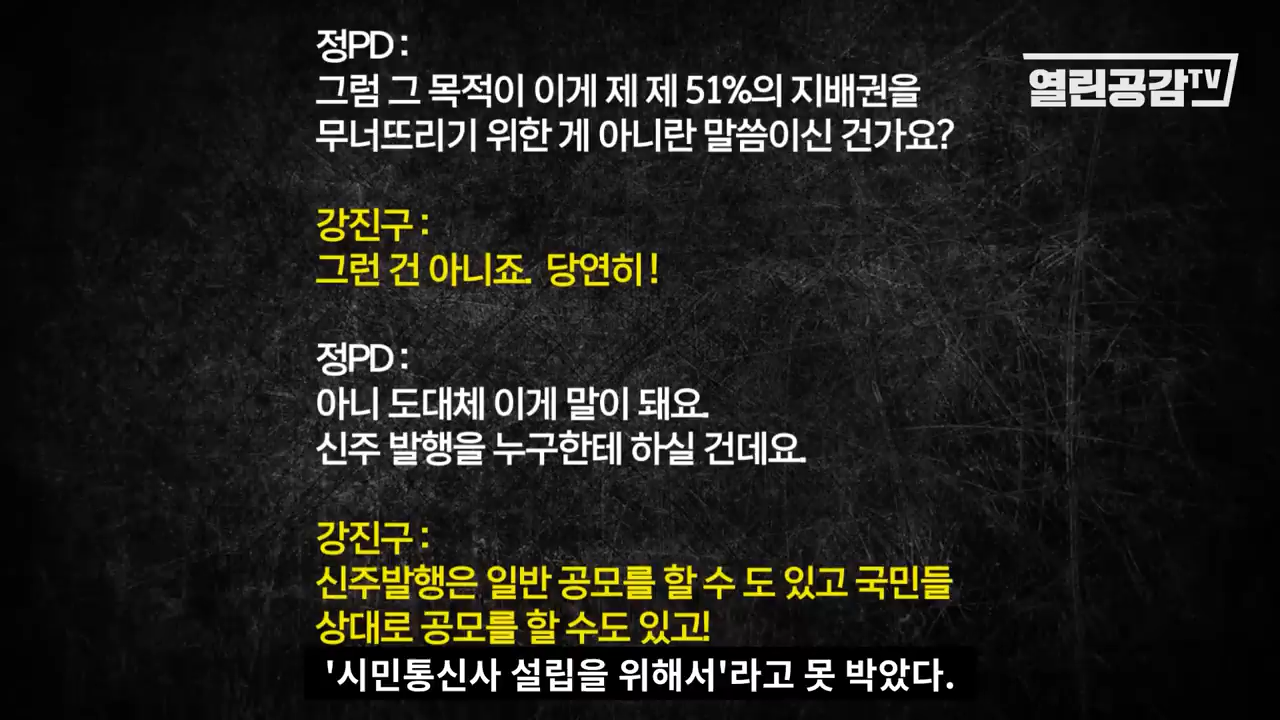 정PD :
그럼 그 목적이 이게 제 제 51%의 지배권을
무너뜨리기 위한 게 아니란 말씀이신 건가요?
열린공감TV
강진구 :
그런 건 아니죠. 당연히 !
정PD :
아니 도대체 이게 말이 돼요.
신주 발행을 누구한테 하실 건데요.
강진구 :
신주발행은 일반 공모를 할 수 도 있고 국민들
상대로 공모를 할 수도 있고!
'시민통신사 설립을 위해서'라고 못 박았다.